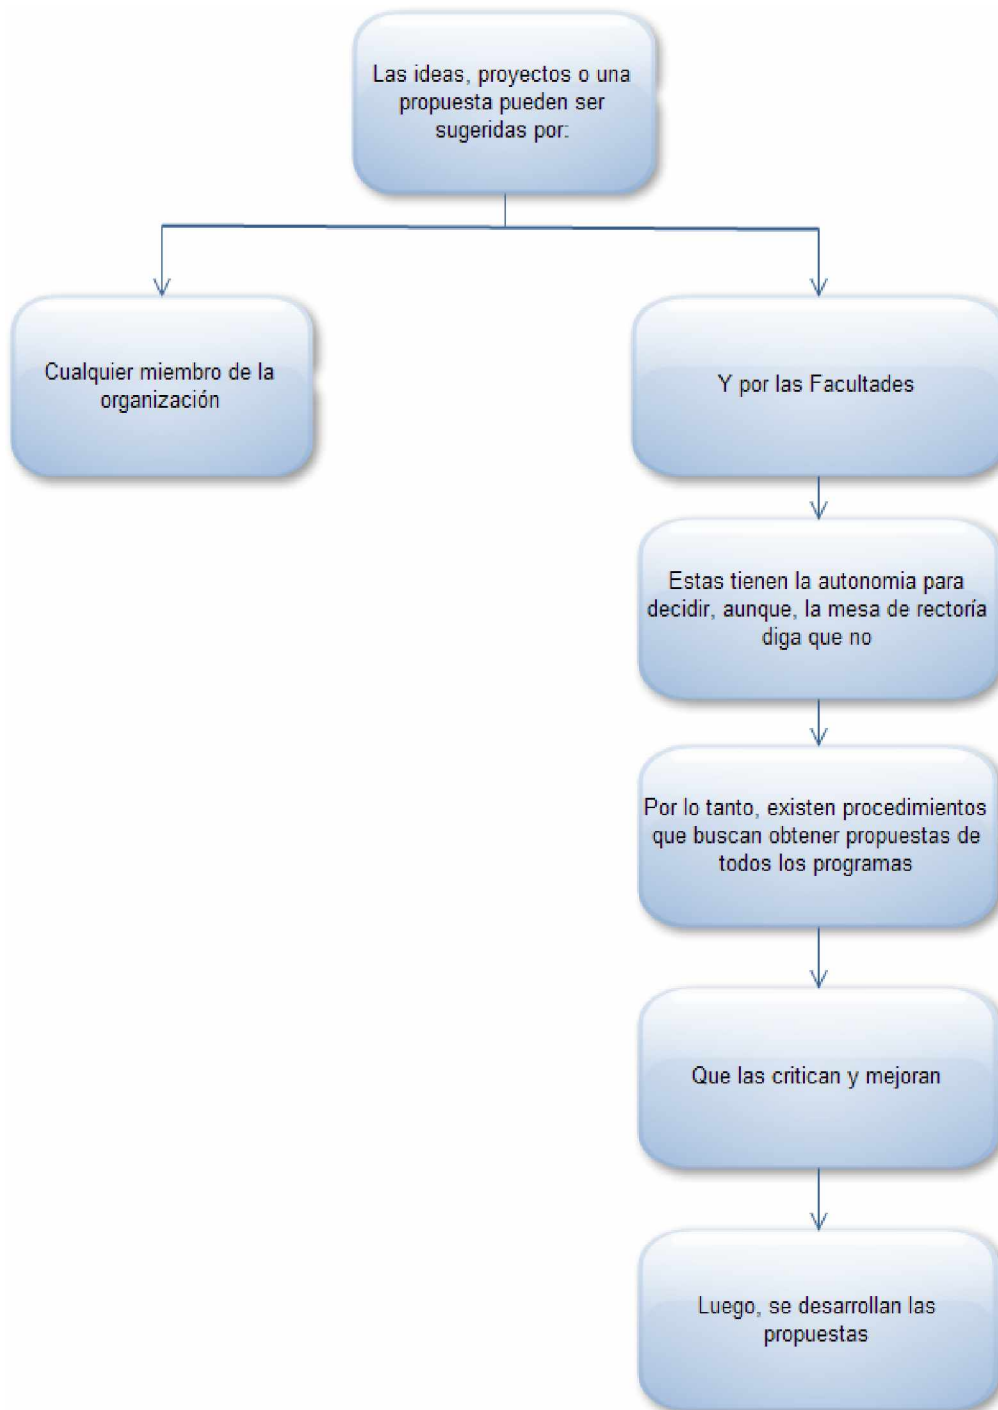 Las ideas, proyectos o una
propuesta pueden ser
sugeridas por:
Cualquier miembro de la
organización
Y por las Facultades
Estas tienen la autonomia para
decidir, aunque, la mesa de rectoría
diga que no
Por lo tanto, existen procedimientos
que buscan obtener propuestas de
todos los programas
Que las critican y mejoran
Luego, se desarrollan las
propuestas